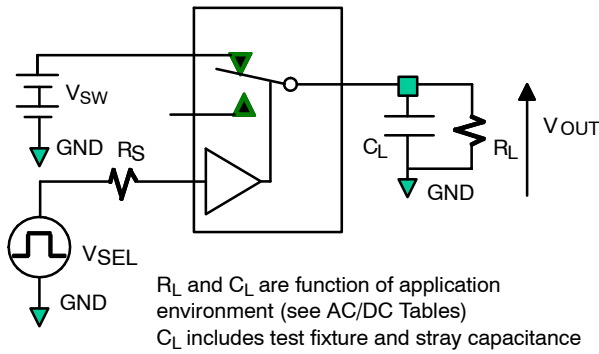 V_SW
GND
R_S
V_SEL
GND
C_L
R_L
GND
V_OUT
R_L and C_L are function of application
environment (see AC/DC Tables)
C_L includes test fixture and stray capacitance